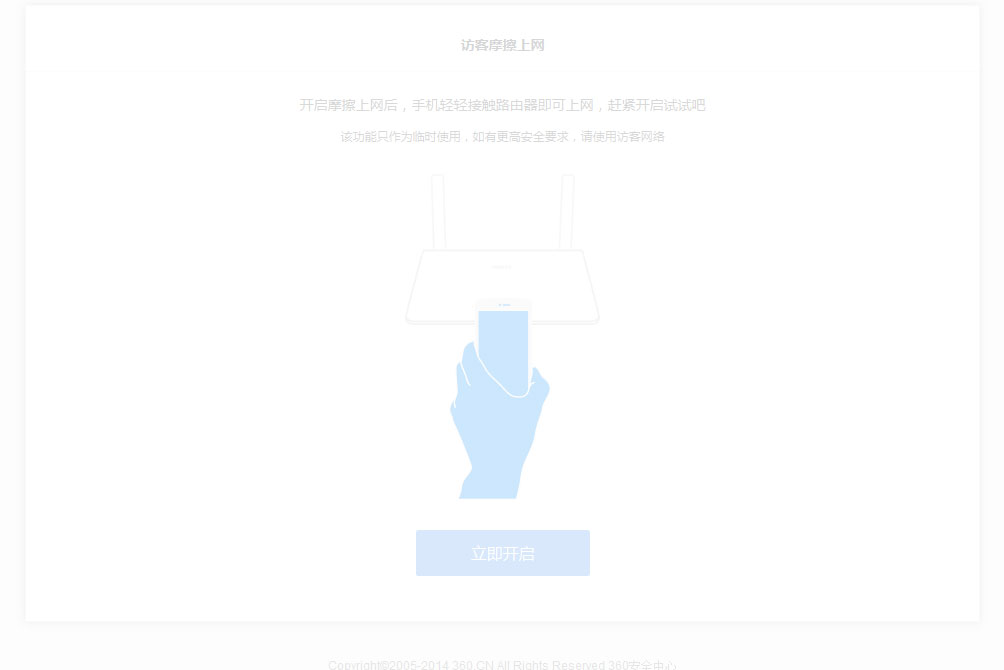 访客摩擦上网
开启摩擦上网后，手机轻轻接触路由器即可上网，赶紧开启试试吧
该功能只作为临时使用，如有更高安全要求，请使用访客网络
立即开启
Copyright©2005-2014 360.CN All Rights Reserved 360安全中心